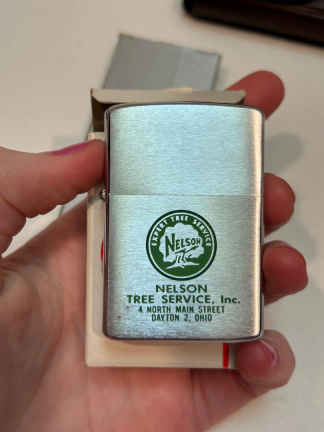 EXPERT TREE SERVICE
NELSON
NELSON
TREE SERVICE, Inc.
4 NORTH MAIN STREET
DAYTON 2, OHIO